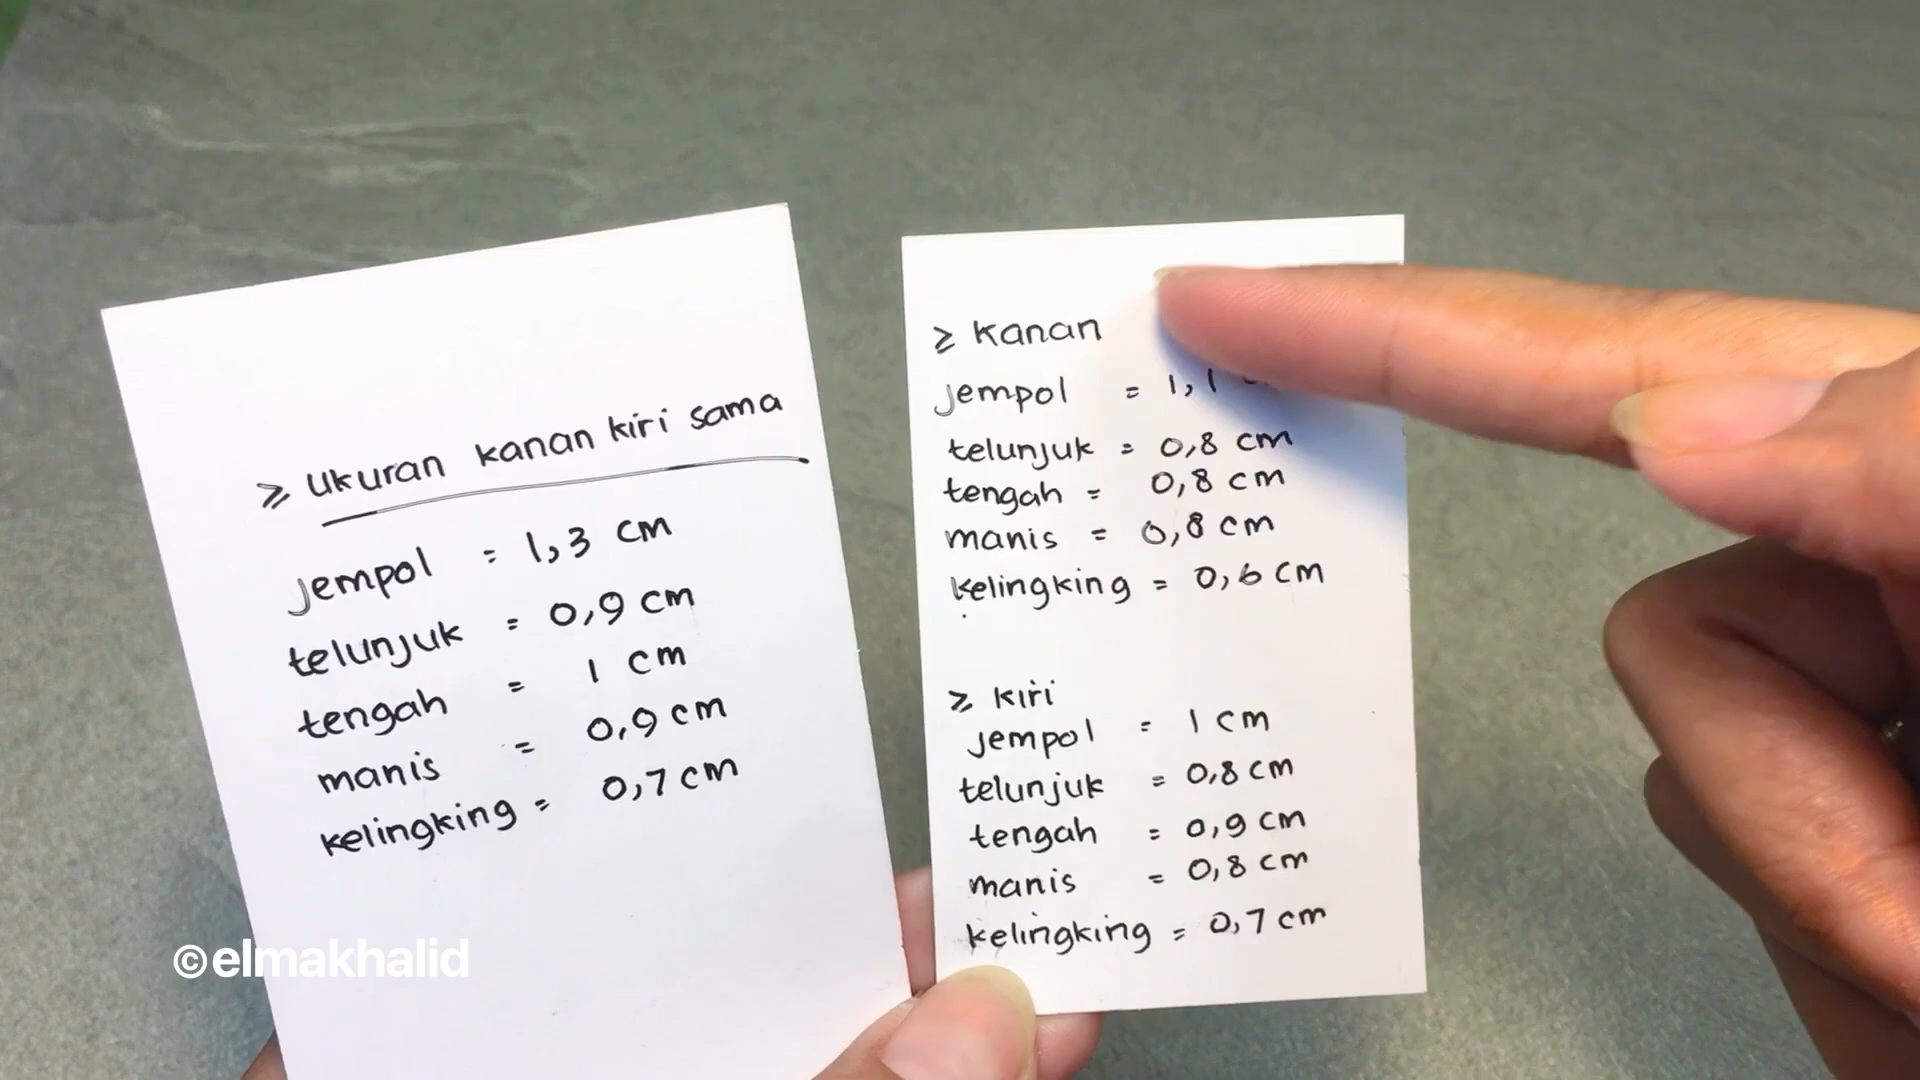 ≥ Ukuran kanan kiri sama
jempol = 1,3 cm
telunjuk = 0,9 cm
tengah = 1 cm
manis = 0,9 cm
kelingking = 0,7 cm
≥ Kanan
jempol = 1,1
telunjuk = 0,8 cm
tengah = 0,8 cm
manis = 0,8 cm
kelingking = 0,6 cm
≥ Kiri
jempol = 1 cm
telunjuk = 0,8 cm
tengah = 0,9 cm
manis = 0,8 cm
kelingking = 0,7 cm
©elmakhalid